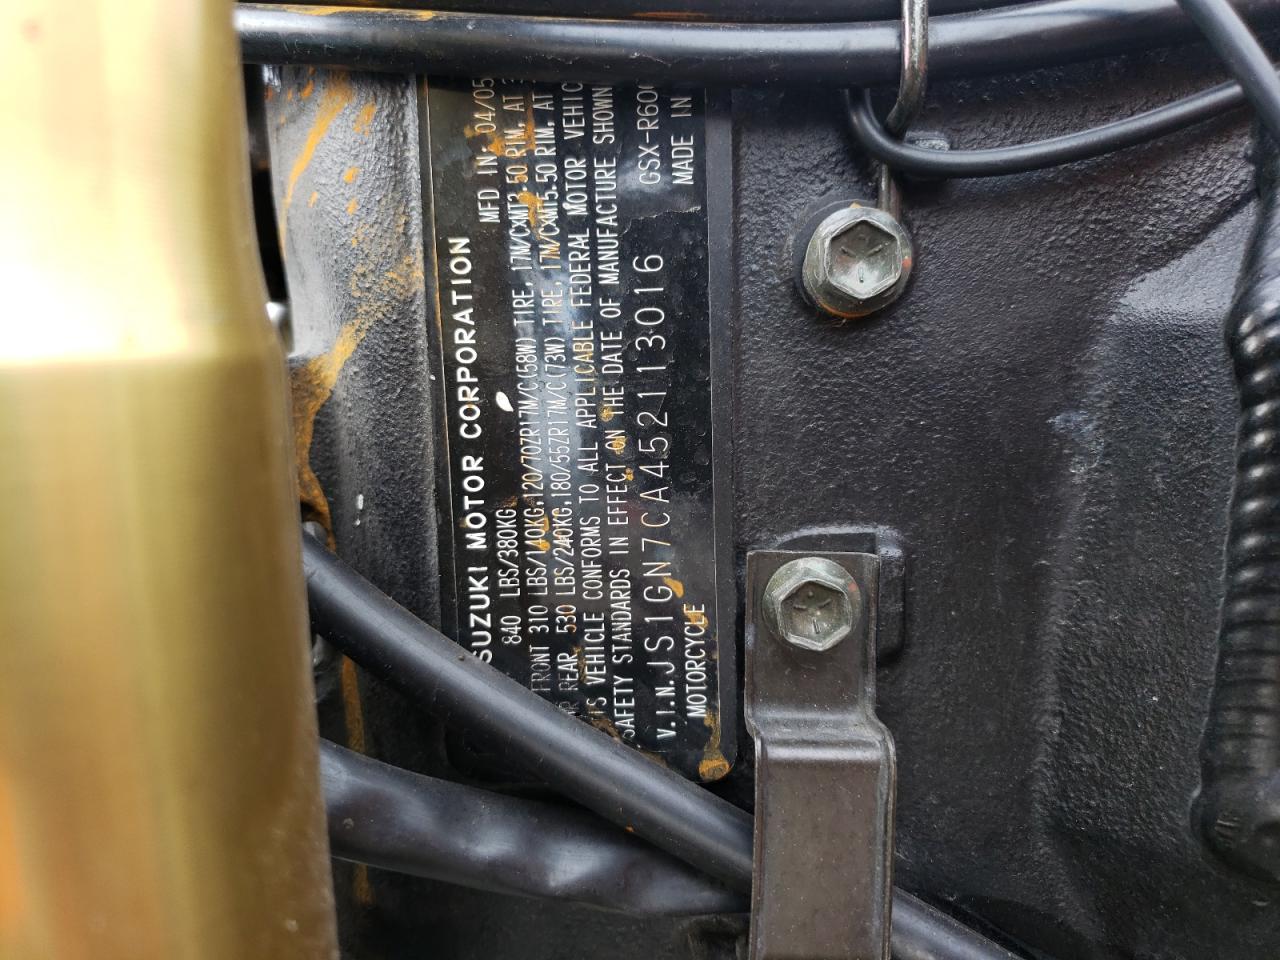 SUZUKI MOTOR CORPORATION
840 LBS/380KG MFD IN: 04/05
FRONT 310 LBS/140KG.120/70ZR17M/C(58W) TIRE, 17M/CXMT3.50 RIM, AT
REAR 530 LBS/240KG.180/55ZR17M/C(73W) TIRE, 17M/CXMT5.50 RIM, AT
VEHICLE CONFORMS TO ALL APPLICABLE FEDERAL MOTOR VEHIC
SAFETY STANDARDS IN EFFECT ON THE DATE OF MANUFACTURE SHOWN
V.I.N.JS1GN7CA452113016 GSX-R600
MOTORCYCLE MADE IN